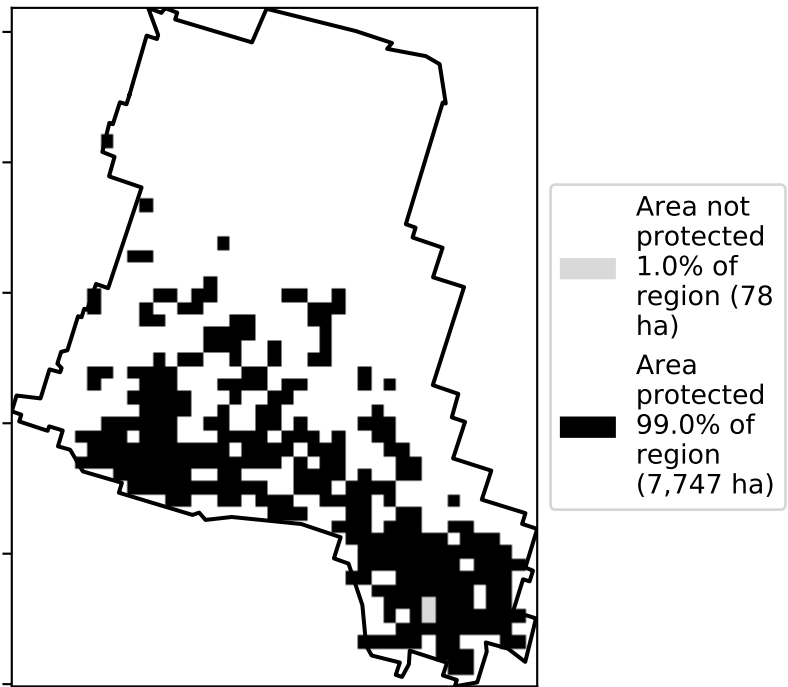 Area not
protected
1.0% of
region (78
ha)
Area
protected
99.0% of
region
(7,747 ha)